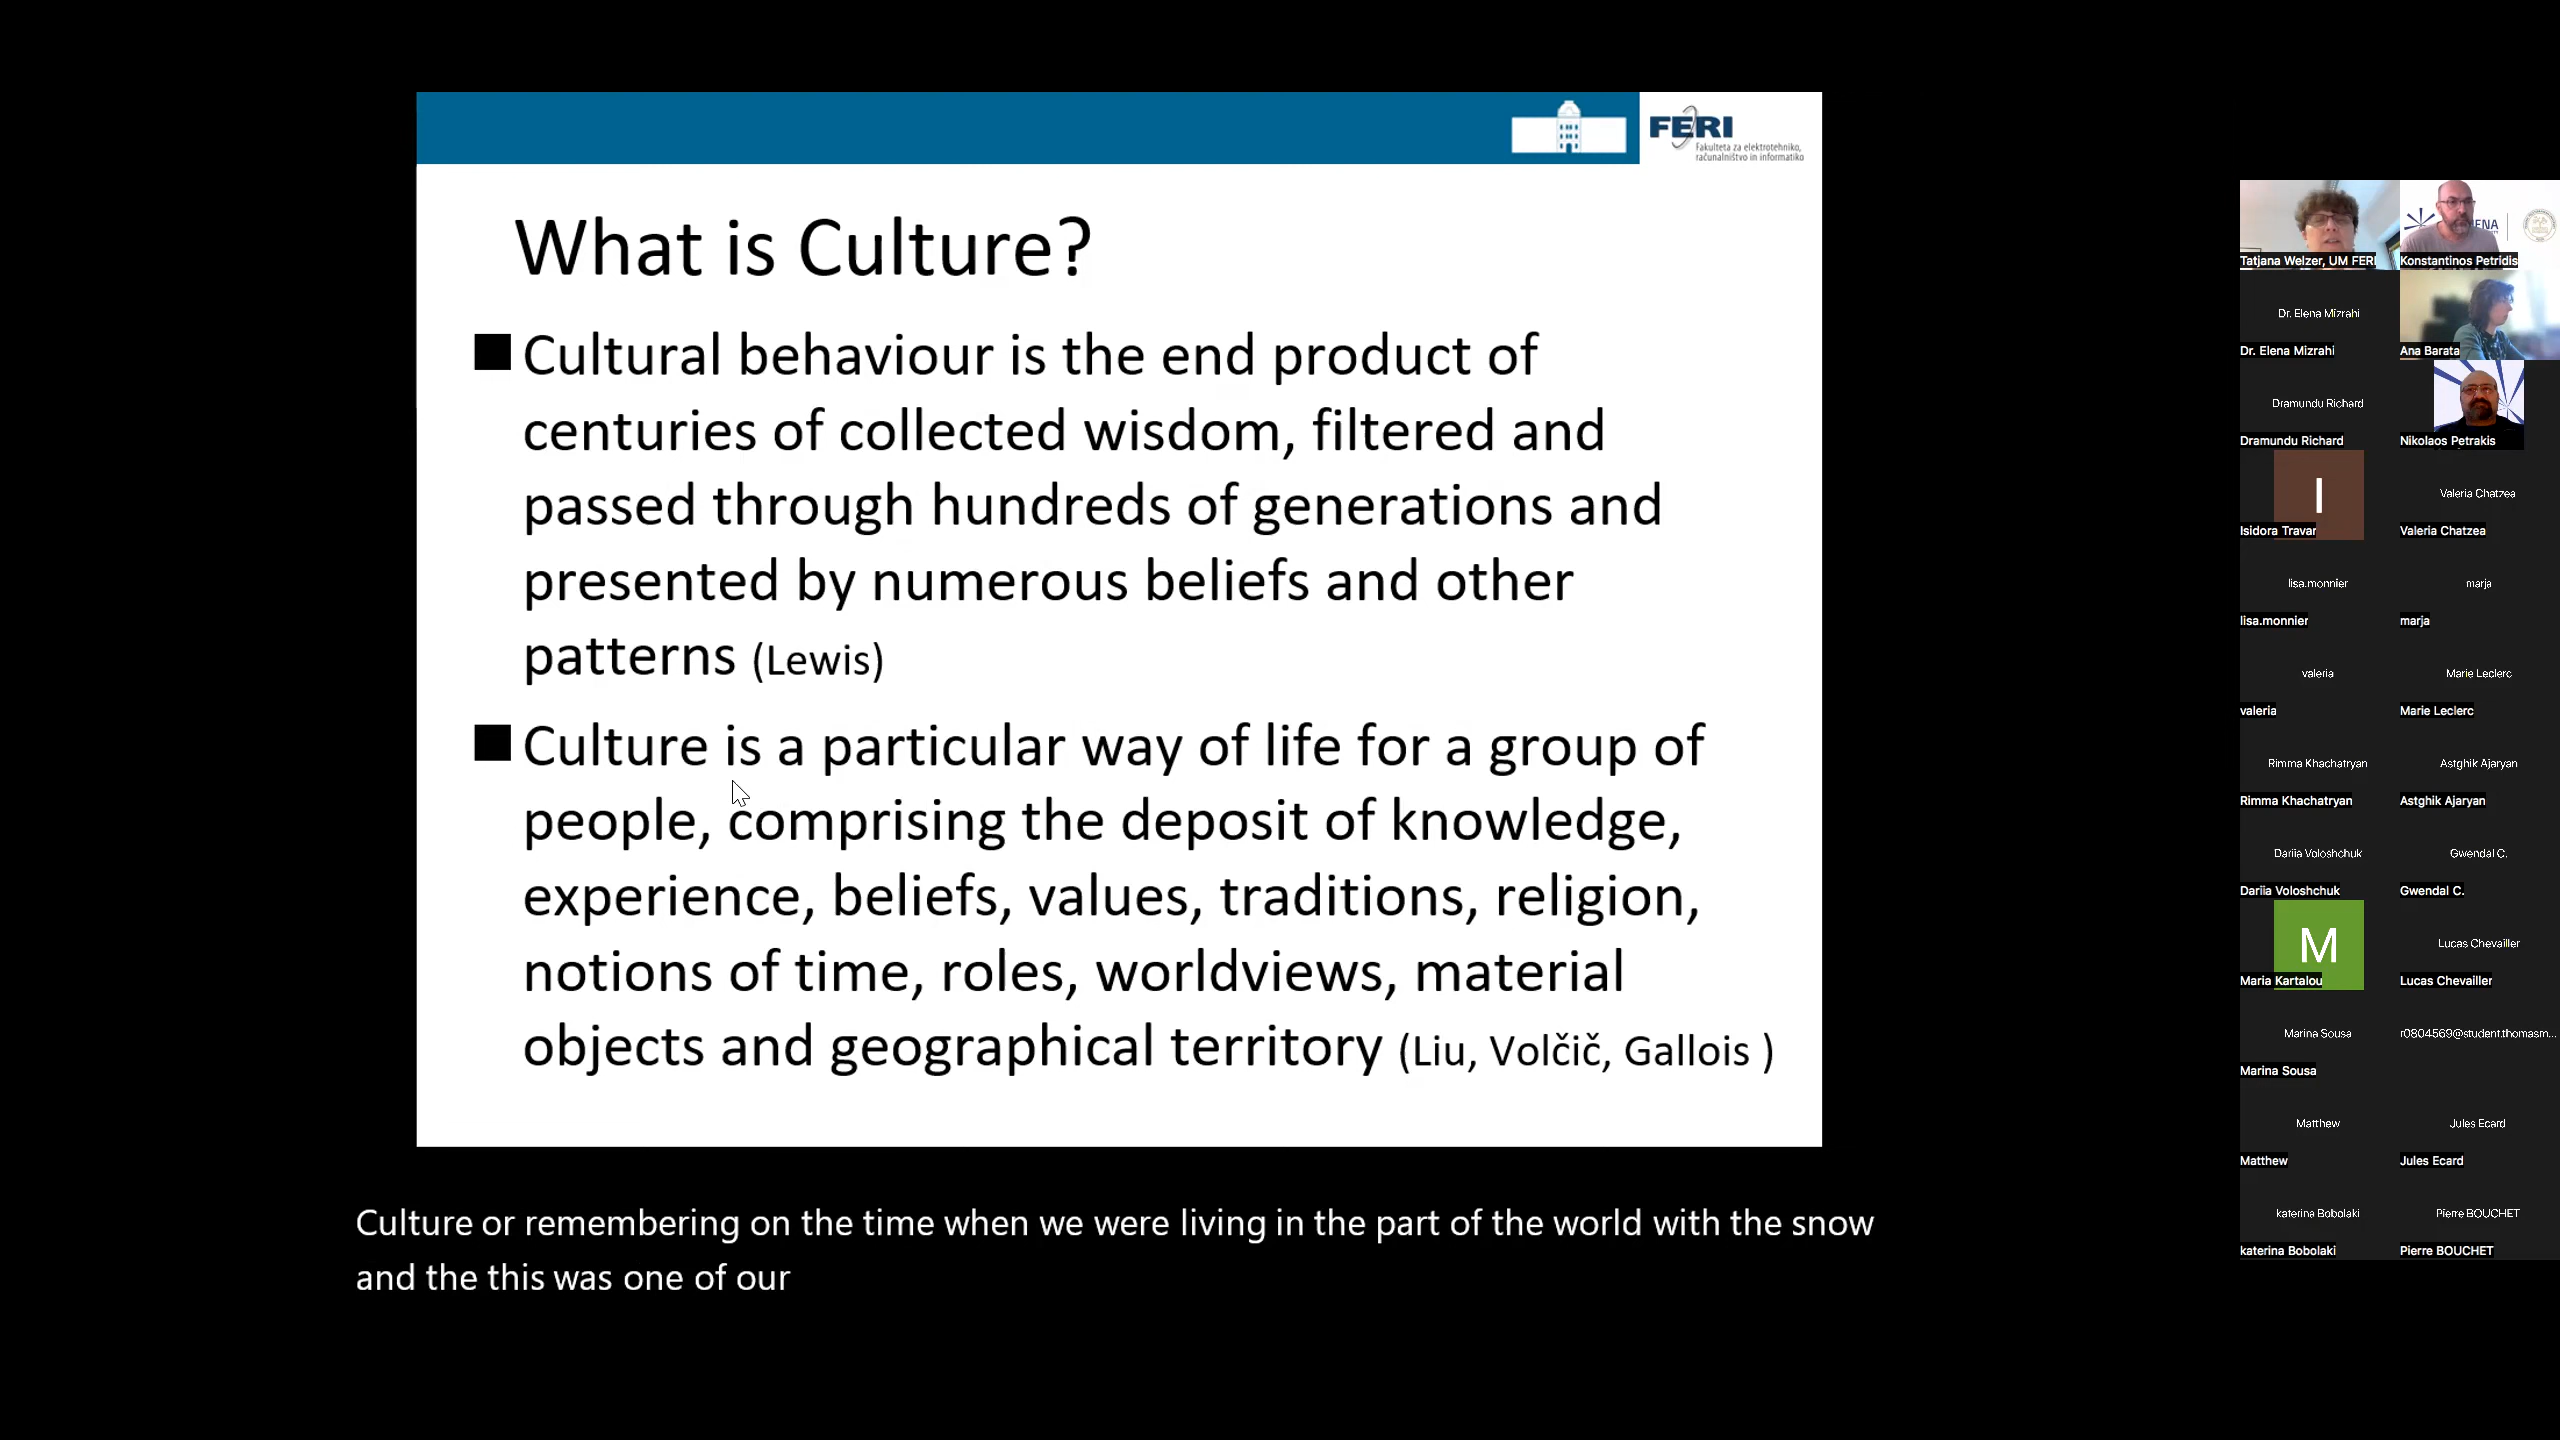 FERI
Fakulteta za elektrotehniko,
računalništvo in informatiko
What is Culture?
Cultural behaviour is the end product of
centuries of collected wisdom, filtered and
passed through hundreds of generations and
presented by numerous beliefs and other
patterns (Lewis)
Culture is a particular way of life for a group of
people, comprising the deposit of knowledge,
experience, beliefs, values, traditions, religion,
notions of time, roles, worldviews, material
objects and geographical territory (Liu, Volčič, Gallois )
Culture or remembering on the time when we were living in the part of the world with the snow
and the this was one of our
Tatjana Welzer, UM FERI
Konstantinos Petridis
Dr. Elena Mizrahi
Dr. Elena Mizrahi
Ana Barata
Dramundu Richard
Dramundu Richard
Nikolaos Petrakis
I
Isidora Travar
Valeria Chatzea
Valeria Chatzea
lisa.monnier
lisa.monnier
marja
marja
valeria
valeria
Marie Leclerc
Marie Leclerc
Rimma Khachatryan
Rimma Khachatryan
Astghik Ajaryan
Astghik Ajaryan
Dariia Voloshchuk
Dariia Voloshchuk
Gwendal C.
Gwendal C.
M
Maria Kartalou
Lucas Chevailler
Lucas Chevailler
Marina Sousa
Marina Sousa
r0804569@student.thomasm...
Matthew
Matthew
Jules Ecard
Jules Ecard
katerina Bobolaki
katerina Bobolaki
Pierre BOUCHET
Pierre BOUCHET